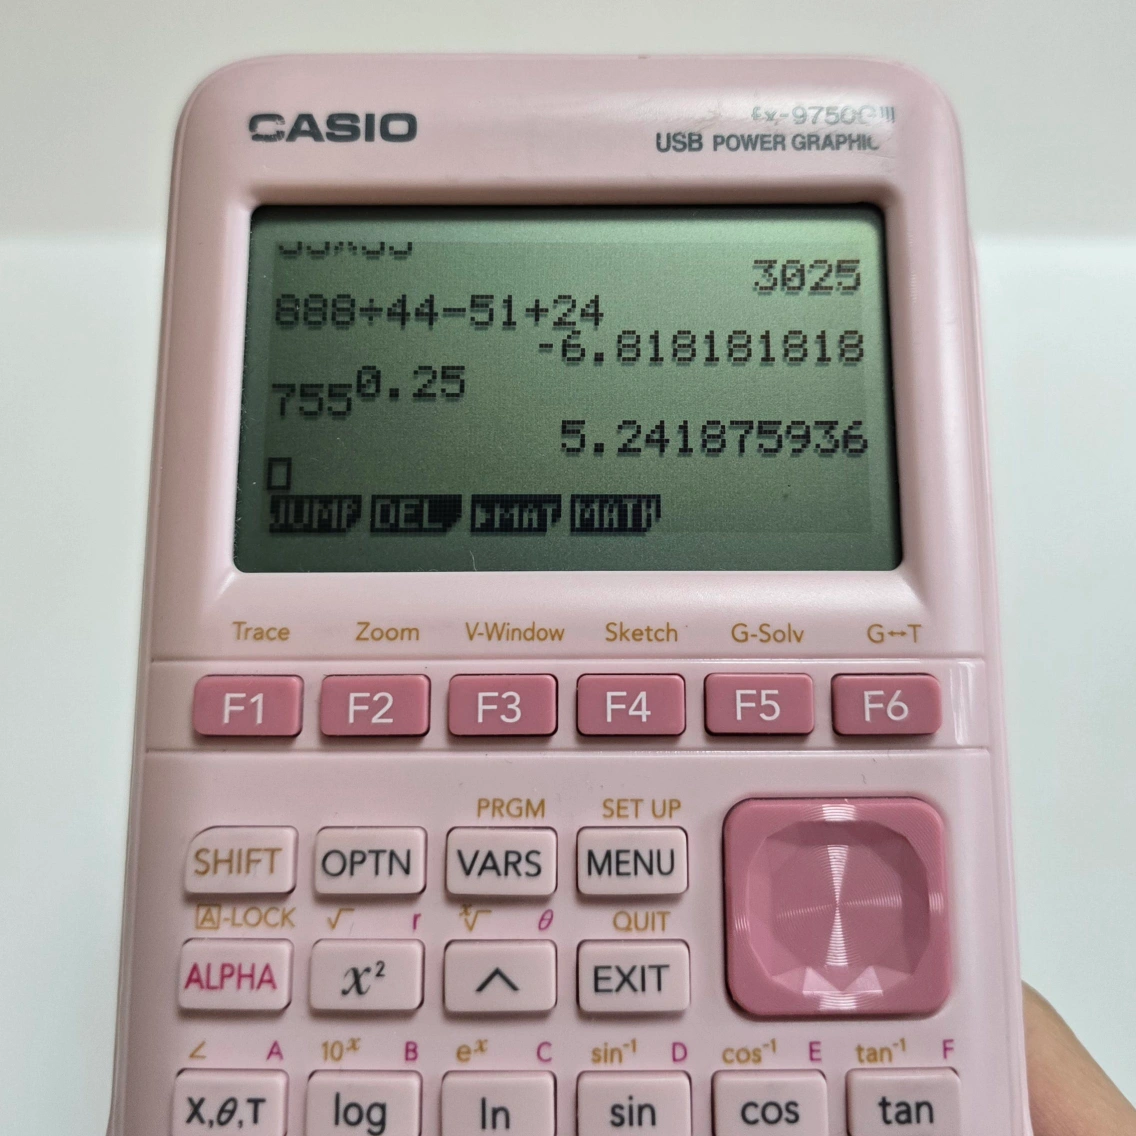 CASIO
fx-9750GIII
USB POWER GRAPHIC
3025
888÷44-51+24
-6.818181818
755^0.25
5.241875936
JUMP DEL ▸MAT MATH
Trace Zoom V-Window Sketch G-Solv G↔T
F1 F2 F3 F4 F5 F6
PRGM SET UP
SHIFT OPTN VARS MENU
A-LOCK √ r ˣ√ θ QUIT
ALPHA x² ^ EXIT
∠ A 10ˣ B eˣ C sin⁻¹ D cos⁻¹ E tan⁻¹ F
X,θ,T log ln sin cos tan